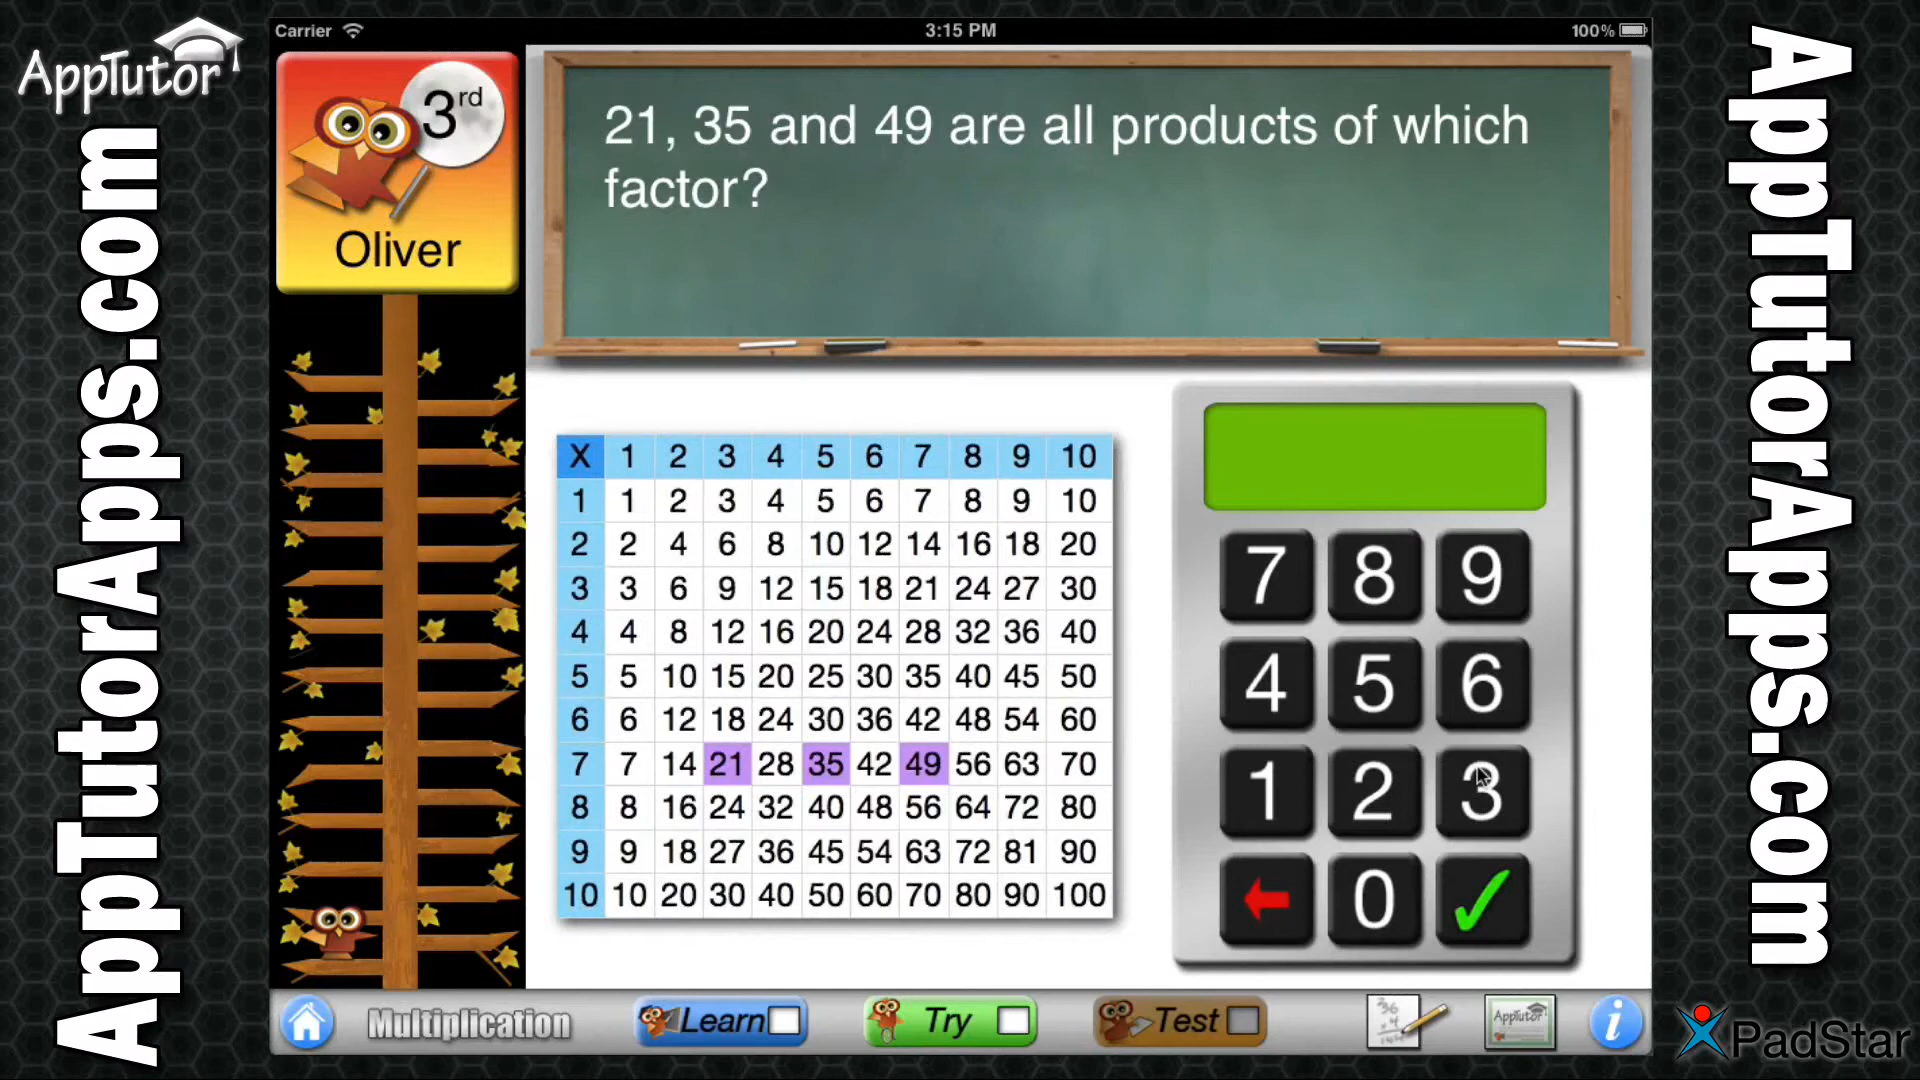 AppTutor
AppTutorApps.com
Carrier
3:15 PM
100%
3rd
Oliver
21, 35 and 49 are all products of which
factor?
X 1 2 3 4 5 6 7 8 9 10
1 1 2 3 4 5 6 7 8 9 10
2 2 4 6 8 10 12 14 16 18 20
3 3 6 9 12 15 18 21 24 27 30
4 4 8 12 16 20 24 28 32 36 40
5 5 10 15 20 25 30 35 40 45 50
6 6 12 18 24 30 36 42 48 54 60
7 7 14 21 28 35 42 49 56 63 70
8 8 16 24 32 40 48 56 64 72 80
9 9 18 27 36 45 54 63 72 81 90
10 10 20 30 40 50 60 70 80 90 100
7 8 9
4 5 6
1 2 3
0
Multiplication
Learn
Try
Test
AppTutor
i
AppTutorApps.com
PadStar